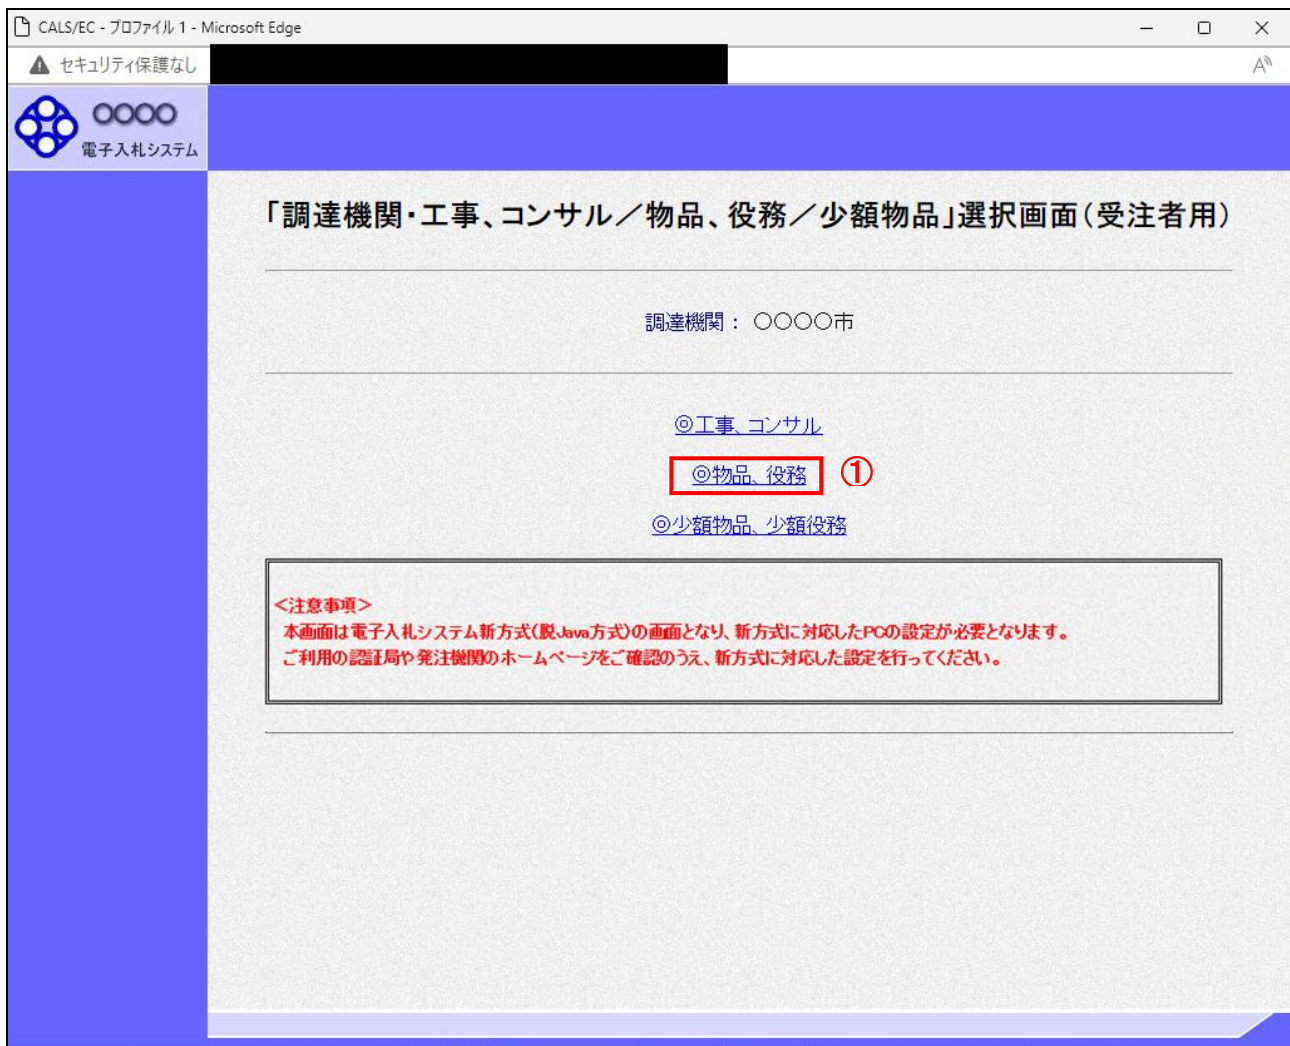 CALS/EC - プロファイル 1 - Microsoft Edge
セキュリティ保護なし
〇〇〇〇
電子入札システム
「調達機関・工事、コンサル／物品、役務／少額物品」選択画面（受注者用）
調達機関： 〇〇〇〇市
◎工事、コンサル
◎物品、役務 ①
◎少額物品、少額役務
＜注意事項＞
本画面は電子入札システム新方式(脱Java方式)の画面となり、新方式に対応したPCの設定が必要となります。
ご利用の認証局や発注機関のホームページをご確認のうえ、新方式に対応した設定を行ってください。